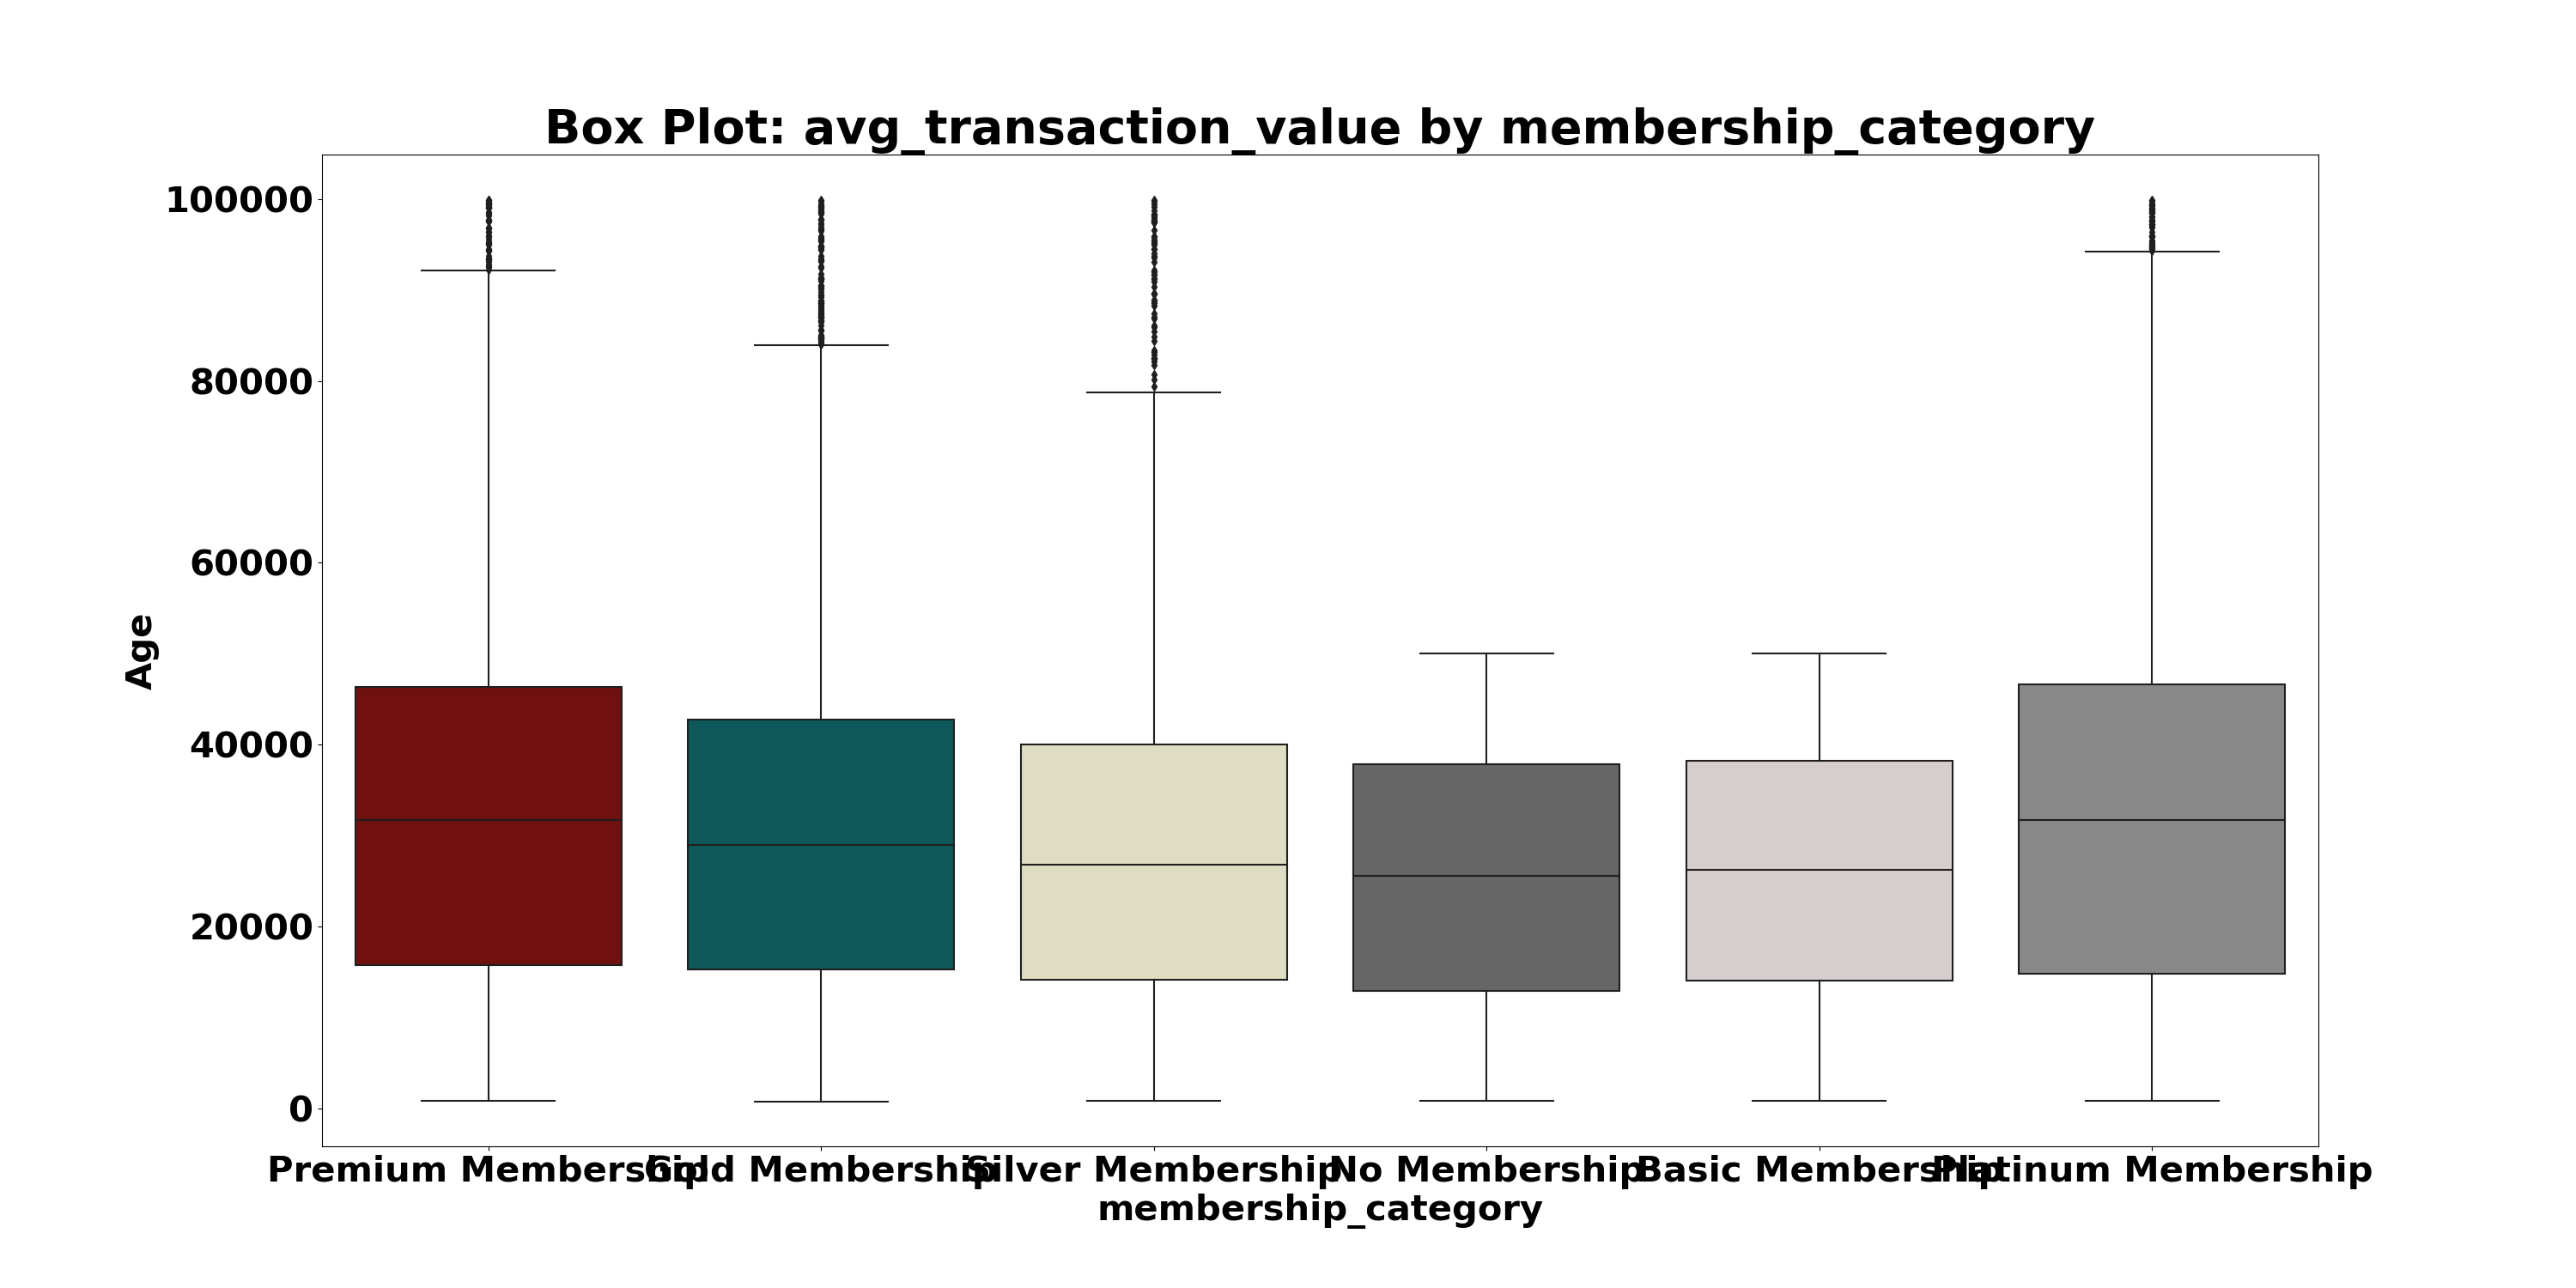 Box Plot: avg_transaction_value by membership_category
100000
80000
60000
40000
20000
0
Age
Premium Membership Gold Membership Silver Membership No Membership Basic Membership Platinum Membership
membership_category